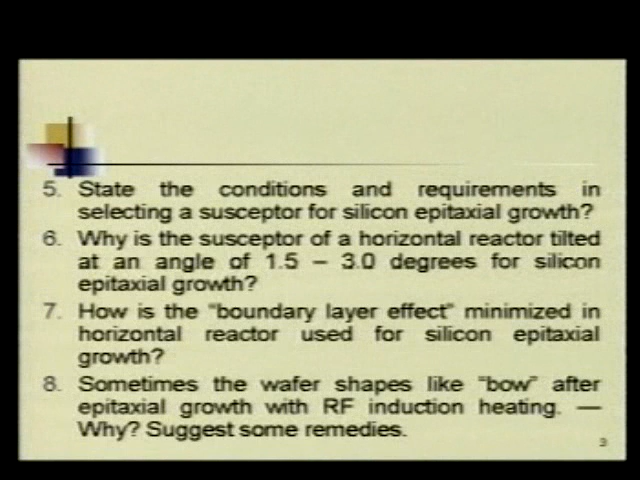 5. State the conditions and requirements in
selecting a susceptor for silicon epitaxial growth?
6. Why is the susceptor of a horizontal reactor tilted
at an angle of 1.5 – 3.0 degrees for silicon
epitaxial growth?
7. How is the "boundary layer effect" minimized in
horizontal reactor used for silicon epitaxial
growth?
8. Sometimes the wafer shapes like "bow" after
epitaxial growth with RF induction heating. —
Why? Suggest some remedies.
3